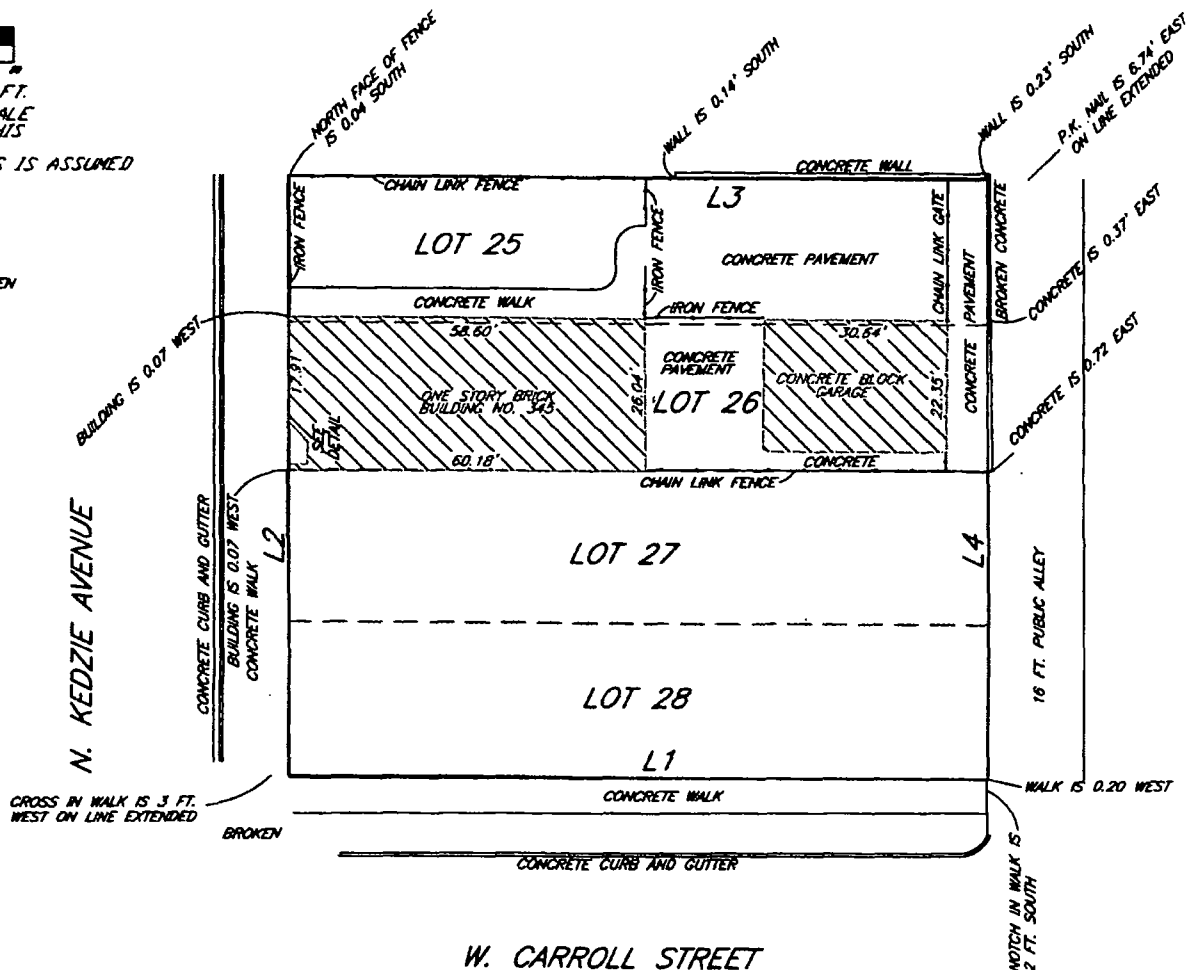 FT.
ALE
HIS
S IS ASSUMED
EN
NORTH FACE OF FENCE
IS 0.04 SOUTH
WALL IS 0.14' SOUTH
WALL IS 0.23' SOUTH
P.K. NAIL IS 6.74' EAST
ON LINE EXTENDED
CONCRETE WALL
CHAIN LINK FENCE
L3
IRON FENCE
LOT 25
IRON FENCE
CONCRETE PAVEMENT
CHAIN LINK GATE
CONCRETE PAVEMENT
BROKEN CONCRETE
CONCRETE IS 0.37' EAST
CONCRETE WALK
IRON FENCE
BUILDING IS 0.07 WEST
58.60'
30.64'
17.91'
ONE STORY BRICK
BUILDING NO. 345
26.04'
CONCRETE
PAVEMENT
LOT 26
CONCRETE BLOCK
GARAGE
22.35'
CONCRETE
CONCRETE IS 0.72 EAST
SEE
DETAIL
60.18'
CONCRETE
CHAIN LINK FENCE
N. KEDZIE AVENUE
CONCRETE CURB AND GUTTER
BUILDING IS 0.07 WEST
CONCRETE WALK
L2
LOT 27
L4
16 FT. PUBLIC ALLEY
LOT 28
L1
CROSS IN WALK IS 3 FT.
WEST ON LINE EXTENDED
CONCRETE WALK
WALK IS 0.20 WEST
BROKEN
CONCRETE CURB AND GUTTER
NOTCH IN WALK IS
2 FT. SOUTH
W. CARROLL STREET